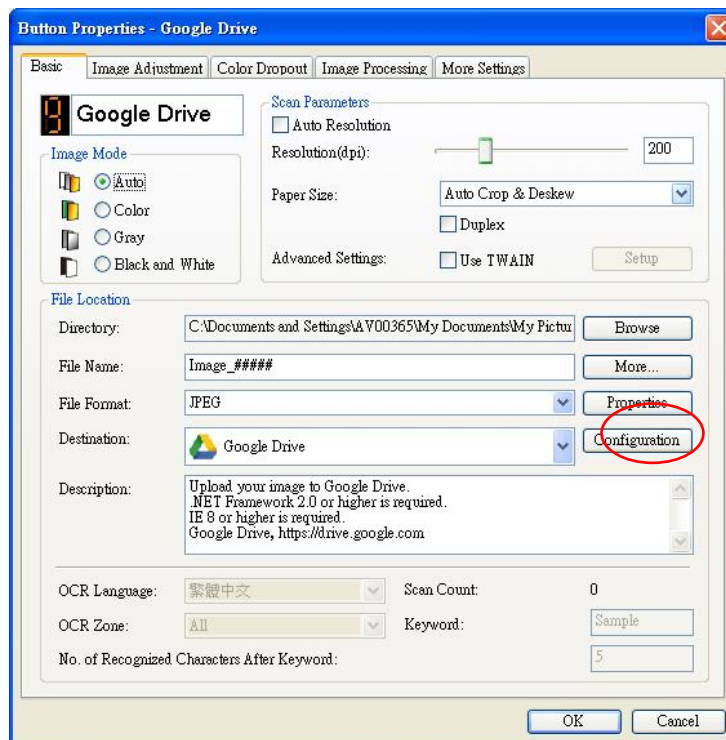 Button Properties - Google Drive
Basic Image Adjustment Color Dropout Image Processing More Settings
9 Google Drive
Image Mode
Auto
Color
Gray
Black and White
Scan Parameters
Auto Resolution
Resolution(dpi): 200
Paper Size: Auto Crop & Deskew
Duplex
Advanced Settings: Use TWAIN Setup
File Location
Directory: C:\Documents and Settings\AV00365\My Documents\My Pictur Browse
File Name: Image_##### More...
File Format: JPEG Properties
Destination: Google Drive Configuration
Description: Upload your image to Google Drive.
.NET Framework 2.0 or higher is required.
IE 8 or higher is required.
Google Drive, https://drive.google.com
OCR Language: 繁體中文 Scan Count: 0
OCR Zone: All Keyword: Sample
No. of Recognized Characters After Keyword: 5
OK Cancel